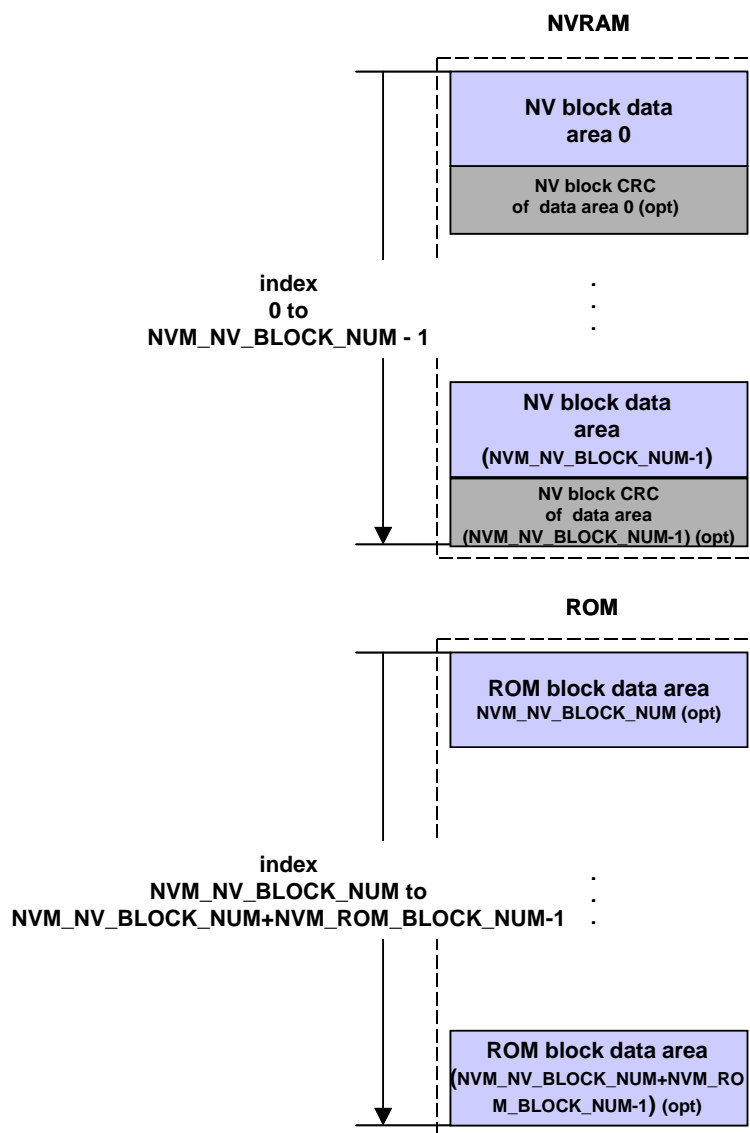 NVRAM
NV block data
area 0
NV block CRC
of data area 0 (opt)
index
0 to
NVM_NV_BLOCK_NUM - 1
NV block data
area
(NVM_NV_BLOCK_NUM-1)
NV block CRC
of data area
(NVM_NV_BLOCK_NUM-1) (opt)
ROM
ROM block data area
NVM_NV_BLOCK_NUM (opt)
index
NVM_NV_BLOCK_NUM to
NVM_NV_BLOCK_NUM+NVM_ROM_BLOCK_NUM-1
ROM block data area
(NVM_NV_BLOCK_NUM+NVM_RO
M_BLOCK_NUM-1) (opt)